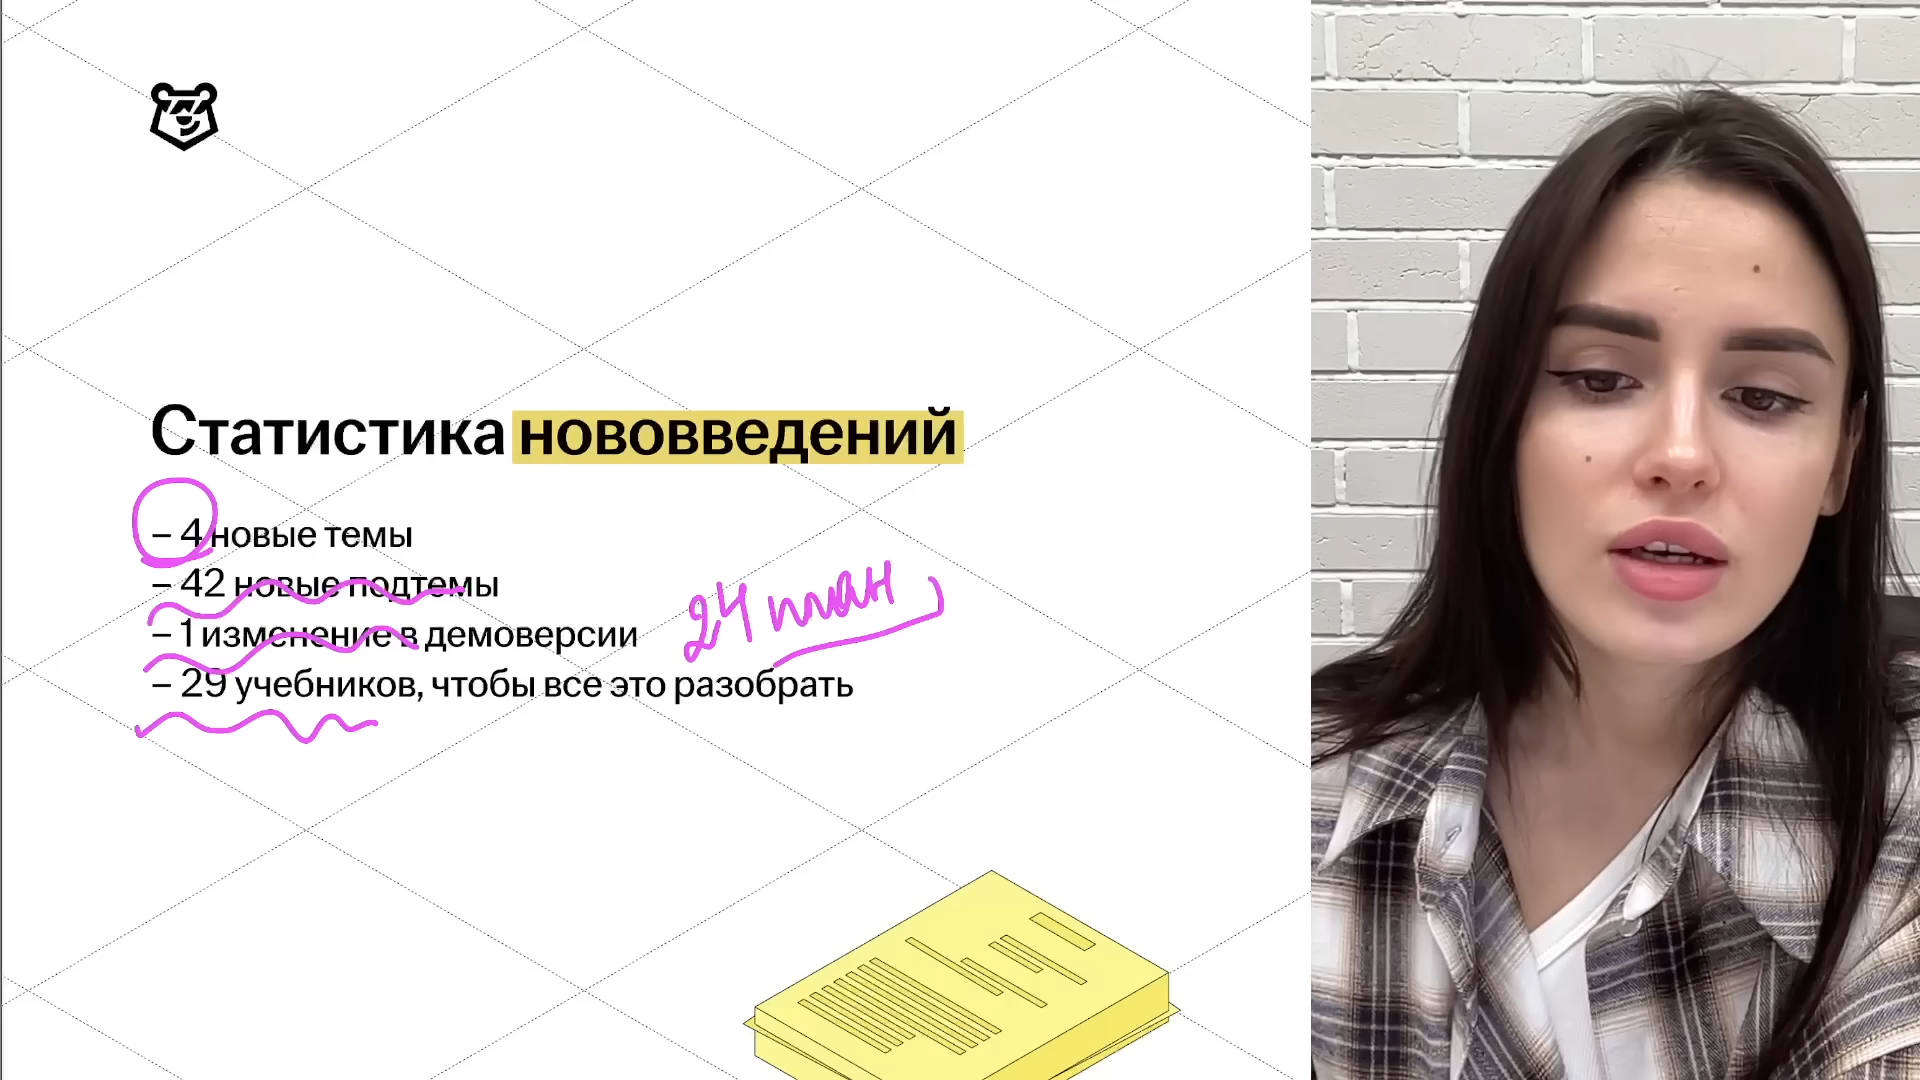 Статистика нововведений
– 4 новые темы
– 42 новые подтемы
– 1 изменение в демоверсии
24 план
– 29 учебников, чтобы все это разобрать